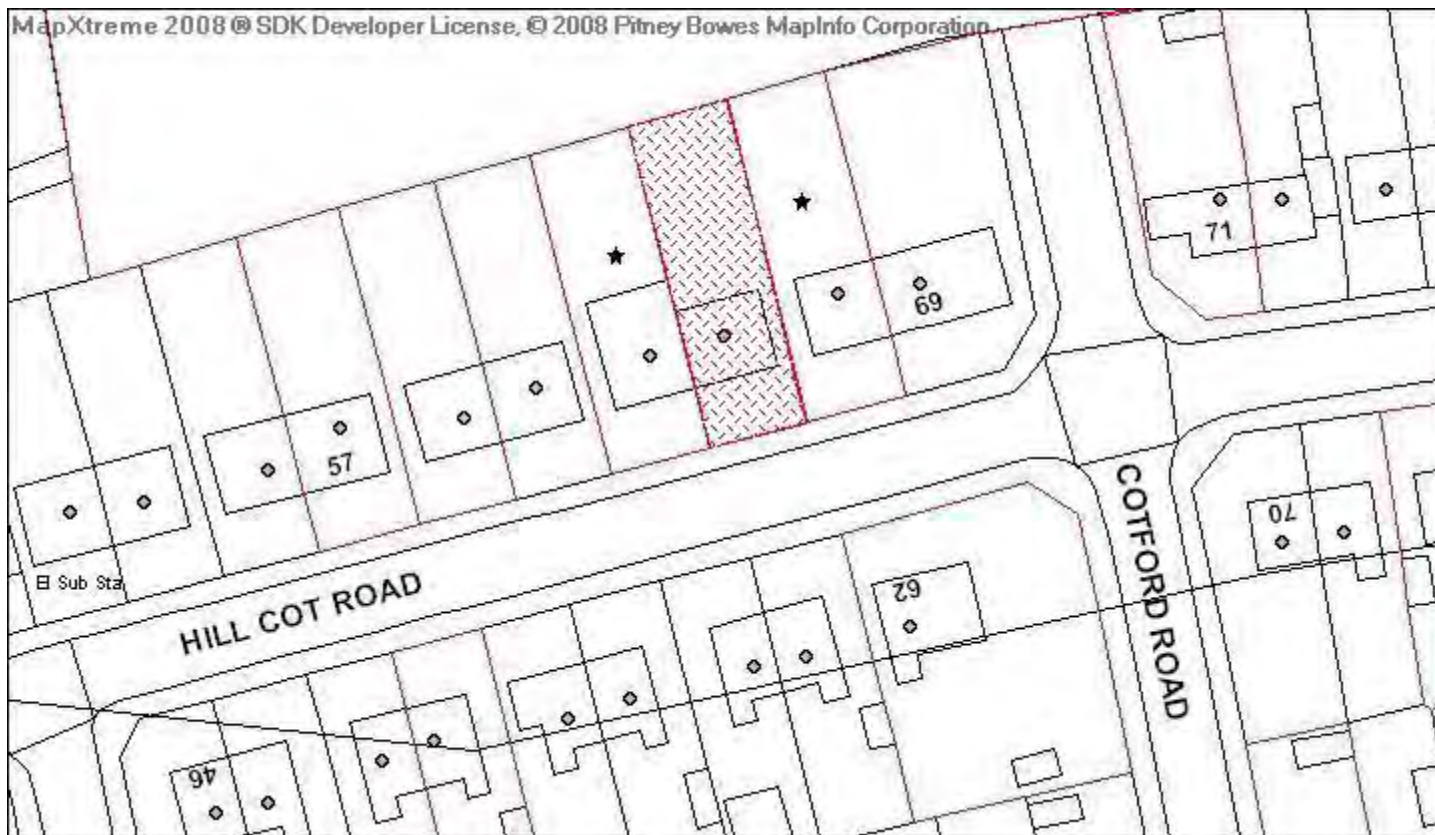 MapXtreme 2008 ® SDK Developer License, © 2008 Pitney Bowes MapInfo Corporation.
71
69
57
62
70
El Sub Sta
HILL COT ROAD
COTFORD ROAD
46